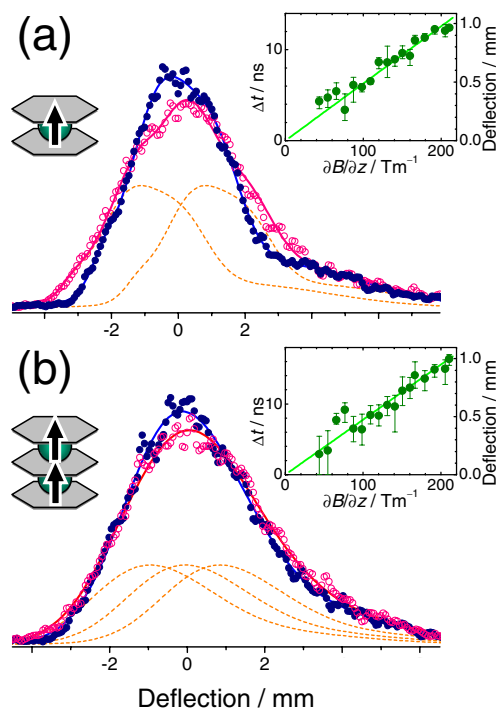 (a)
10
0
Δt / ns
1.0
0.5
0.0
Deflection / mm
0 100 200
∂B/∂z / Tm⁻¹
-2 0 2
(b)
10
0
Δt / ns
1.0
0.5
0.0
Deflection / mm
0 100 200
∂B/∂z / Tm⁻¹
-2 0 2
Deflection / mm